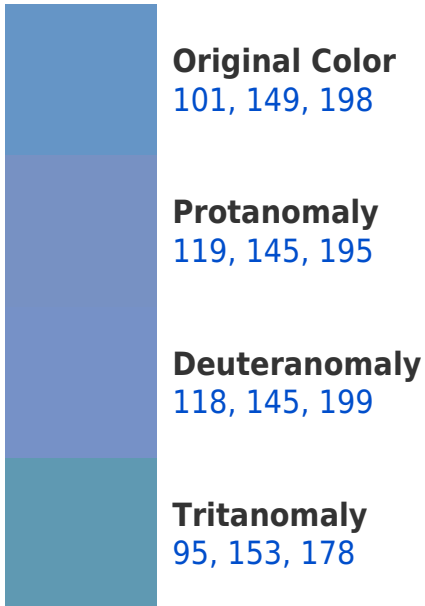 Original Color
101, 149, 198
Protanomaly
119, 145, 195
Deuteranomaly
118, 145, 199
Tritanomaly
95, 153, 178